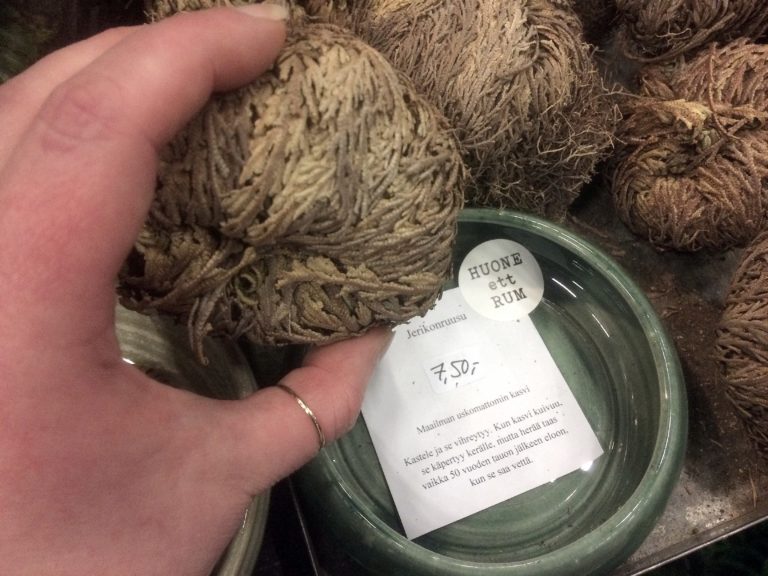 HUONE
ett
RUM
Jerikonruusu
7,50,-
Maailman uskomattomin kasvi
Kastele ja se vihreytyy. Kun kasvi kuivuu,
se käpertyy kerälle, mutta herää taas
vaikka 50 vuoden tauon jälkeen eloon,
kun se saa vettä.